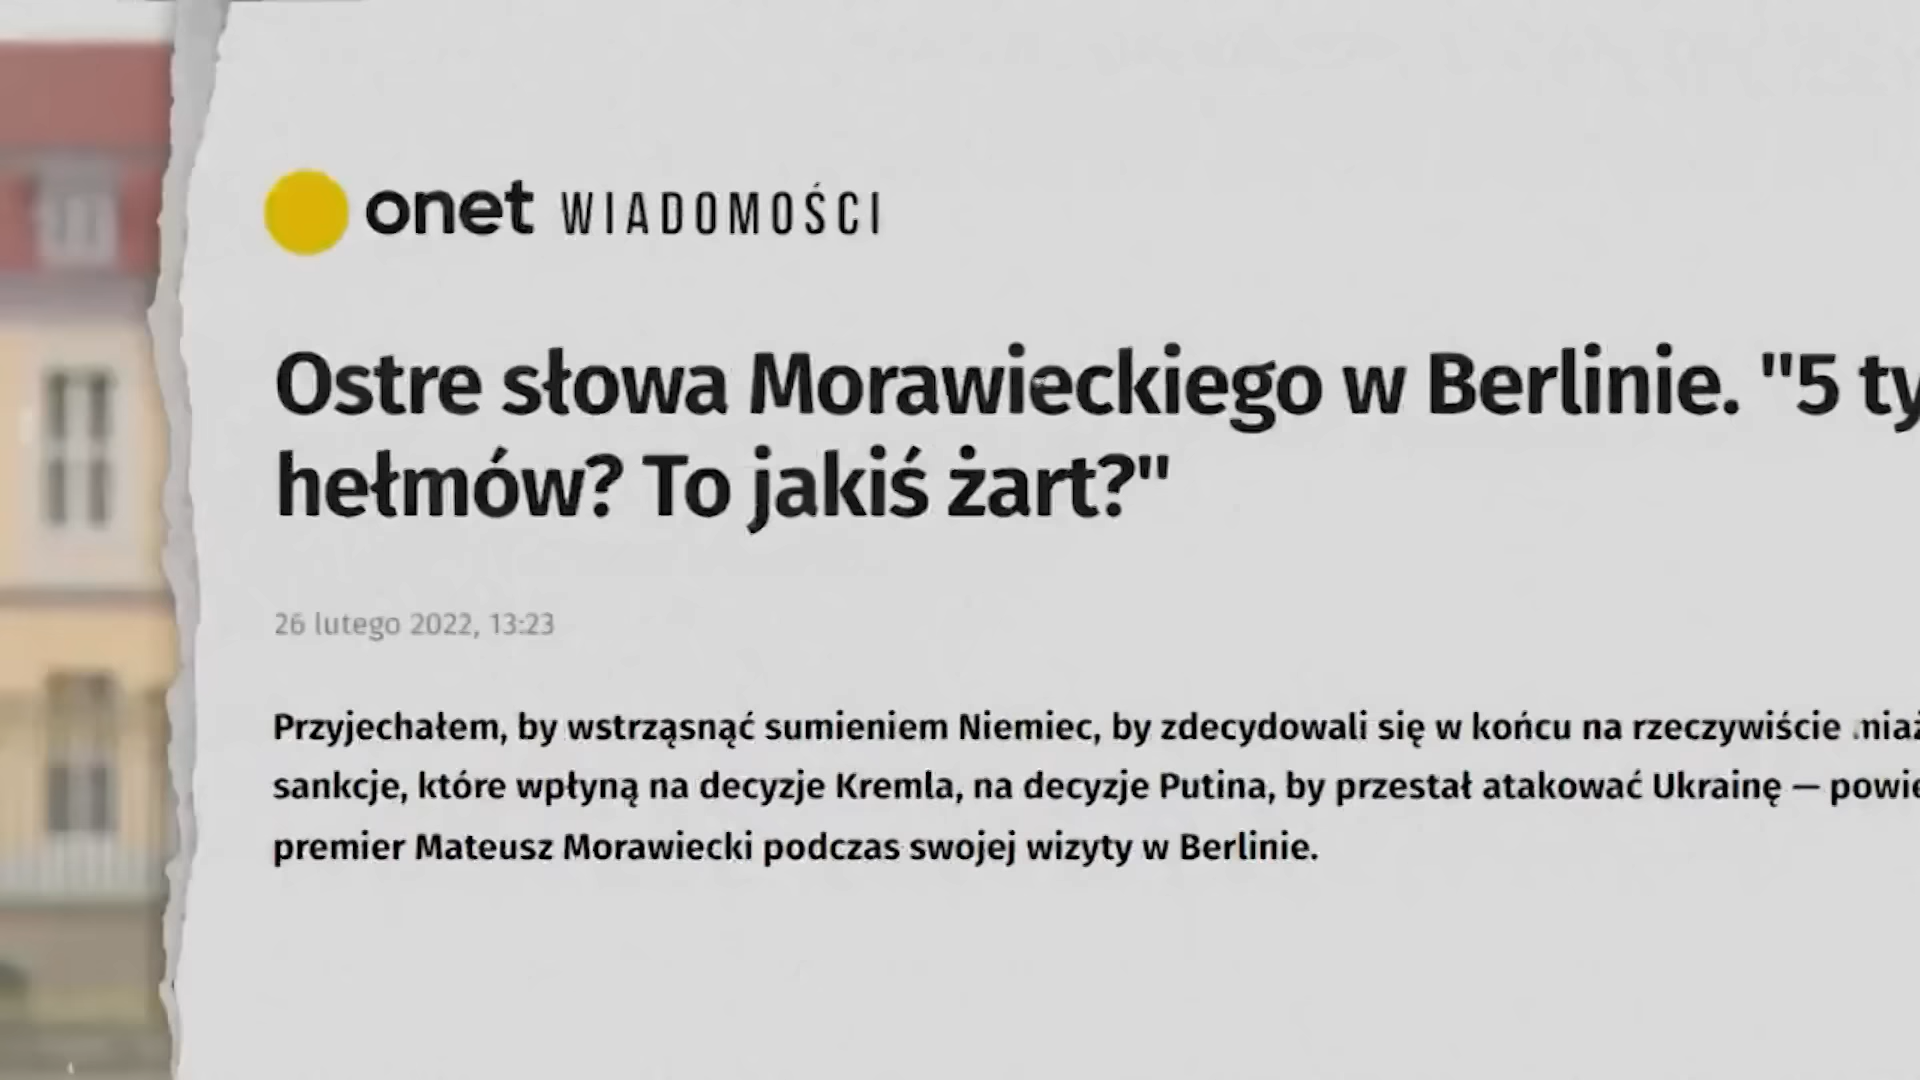 onet WIADOMOŚCI
Ostre słowa Morawieckiego w Berlinie. "5 ty
hełmów? To jakiś żart?"
26 lutego 2022, 13:23
Przyjechałem, by wstrząsnąć sumieniem Niemiec, by zdecydowali się w końcu na rzeczywiście
sankcje, które wpłyną na decyzje Kremla, na decyzje Putina, by przestał atakować Ukrainę — powie
premier Mateusz Morawiecki podczas swojej wizyty w Berlinie.